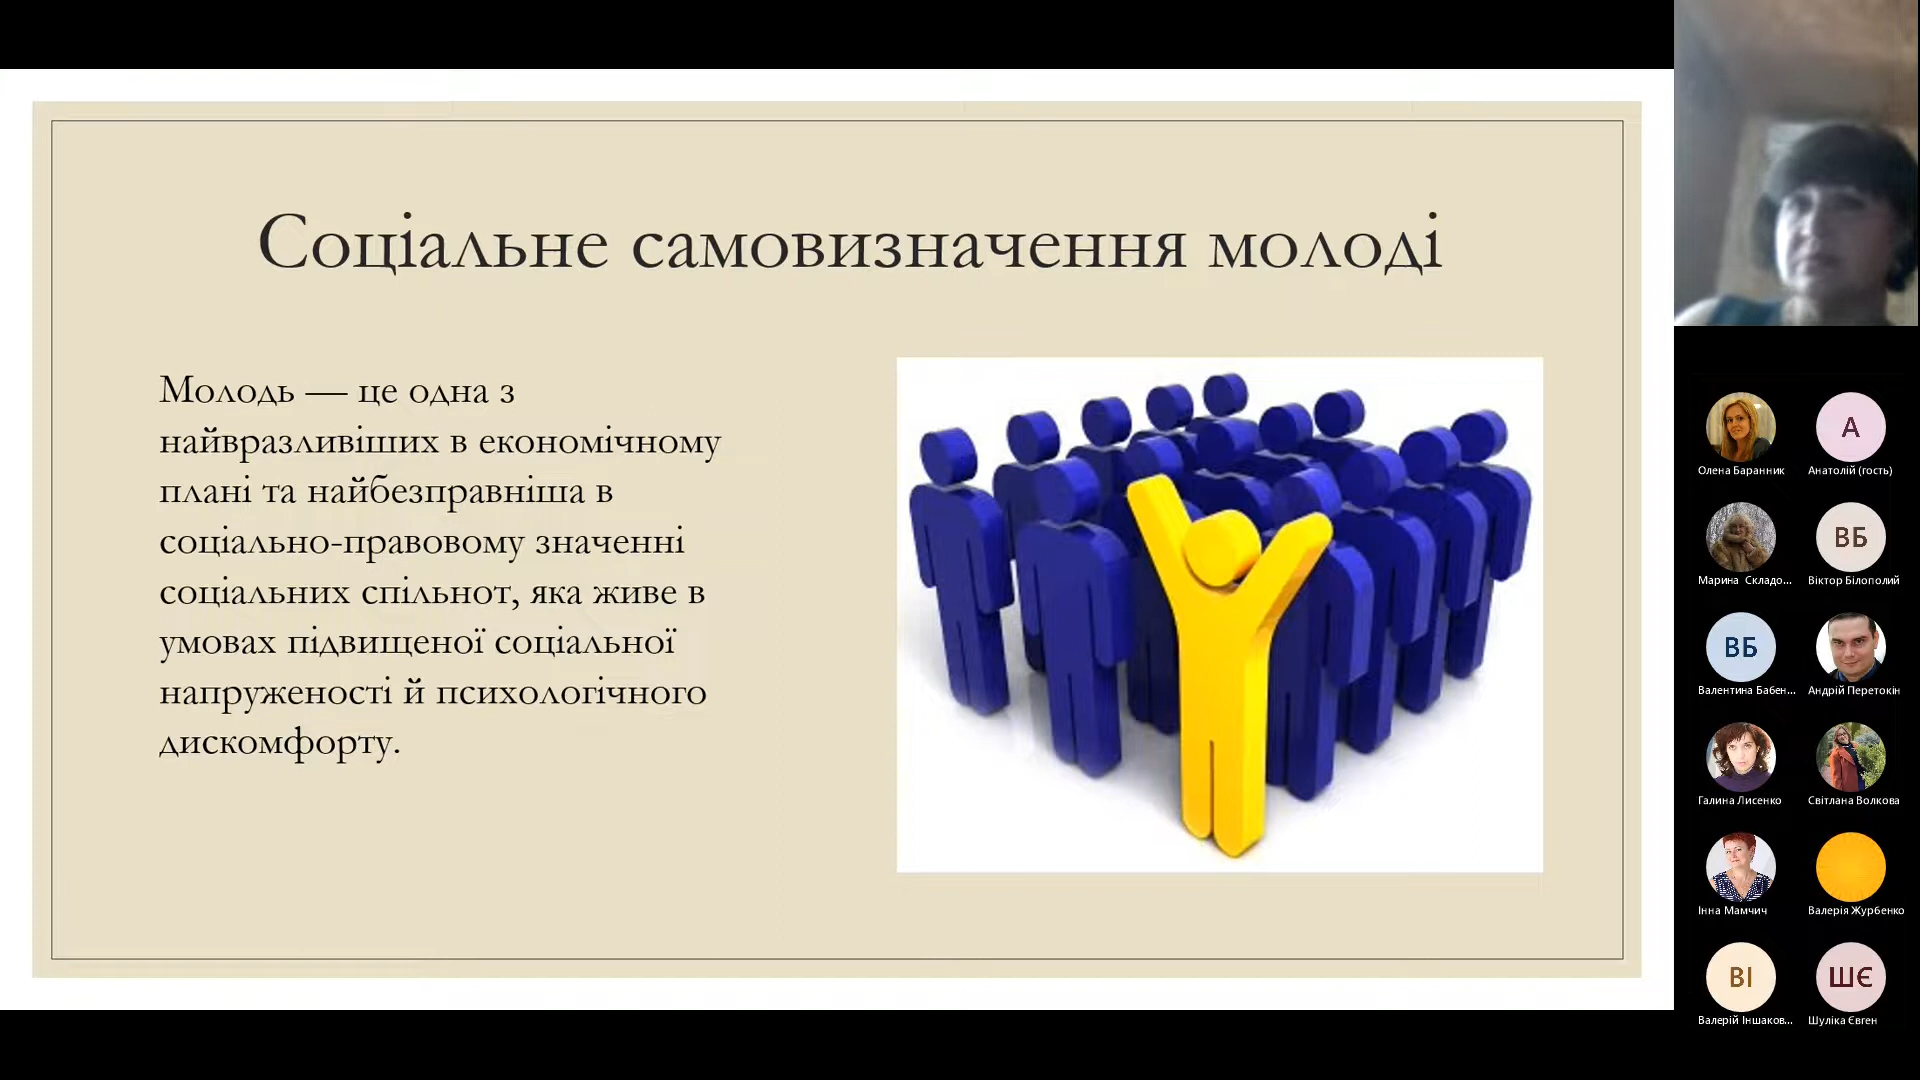 Соціальне самовизначення молоді
Молодь — це одна з
найвразливіших в економічному
плані та найбезправніша в
соціально-правовому значенні
соціальних спільнот, яка живе в
умовах підвищеної соціальної
напруженості й психологічного
дискомфорту.
Олена Баранник
А
Анатолій (гость)
Марина Складо...
ВБ
Віктор Білополий
ВБ
Валентина Бабен...
Андрій Перетокін
Галина Лисенко
Світлана Волкова
Інна Мамчич
Валерія Журбенко
ВІ
Валерій Іншаков...
ШЄ
Шуліка Євген